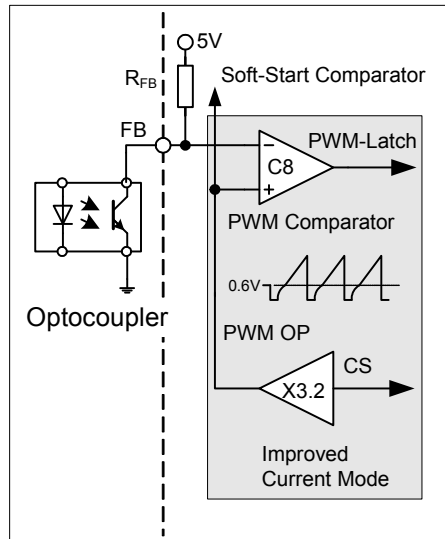 5V
RFB
Soft-Start Comparator
FB
PWM-Latch
−
C8
+
PWM Comparator
0.6V
Optocoupler
PWM OP
CS
X3.2
Improved
Current Mode